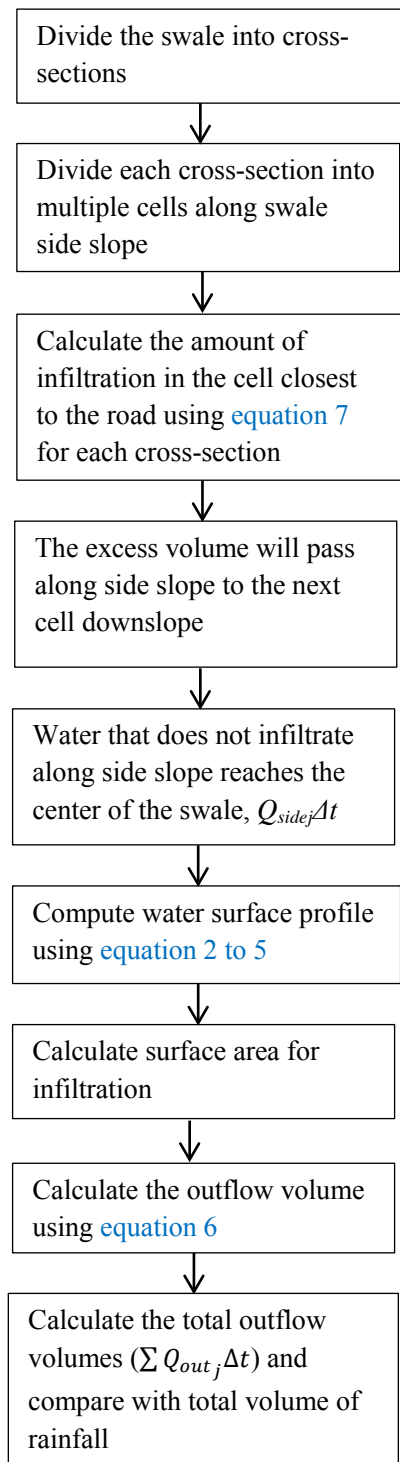 Divide the swale into cross-
sections
Divide each cross-section into
multiple cells along swale
side slope
Calculate the amount of
infiltration in the cell closest
to the road using equation 7
for each cross-section
The excess volume will pass
along side slope to the next
cell downslope
Water that does not infiltrate
along side slope reaches the
center of the swale, Q_{sidej}Δt
Compute water surface profile
using equation 2 to 5
Calculate surface area for
infiltration
Calculate the outflow volume
using equation 6
Calculate the total outflow
volumes (∑ Q_{out_j} Δt) and
compare with total volume of
rainfall